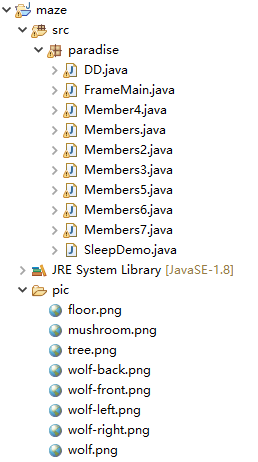 maze
src
paradise
DD.java
FrameMain.java
Member4.java
Members.java
Members2.java
Members3.java
Members5.java
Members6.java
Members7.java
SleepDemo.java
JRE System Library [JavaSE-1.8]
pic
floor.png
mushroom.png
tree.png
wolf-back.png
wolf-front.png
wolf-left.png
wolf-right.png
wolf.png